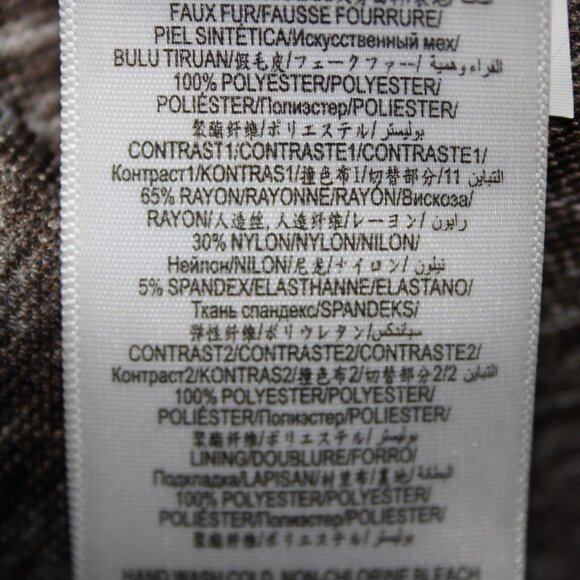 FAUX FUR/FAUSSE FOURRURE/
PIEL SINTÉTICA/Искусственный мех/
BULU TIRUAN/假毛皮/フェークファー/ الفراء وهمية
100% POLYESTER/POLYESTER/
POLIÉSTER/Полиэстер/POLIESTER/
聚酯纤维/ポリエステル/ بوليستر
CONTRAST1/CONTRASTE1/CONTRASTE1/
Контраст1/KONTRAS1/撞色布1/切替部分/ 11 التباين
65% RAYON/RAYONNE/RAYÓN/Вискоза/
RAYON/人造丝, 人造纤维/レーヨン/ رايون
30% NYLON/NYLON/NILON/
Нейлон/NILON/尼龙/ナイロン/ نيلون
5% SPANDEX/ELASTHANNE/ELASTANO/
Ткань спандекс/SPANDEKS/
弹性纤维/ポリウレタン/ سباندكس
CONTRAST2/CONTRASTE2/CONTRASTE2/
Контраст2/KONTRAS2/撞色布2/切替部分2/2 التباين
100% POLYESTER/POLYESTER/
POLIÉSTER/Полиэстер/POLIESTER/
聚酯纤维/ポリエステル/ بوليستر
LINING/DOUBLURE/FORRO/
Подкладка/LAPISAN/衬里布/裏地/ البطانة
100% POLYESTER/POLYESTER/
POLIÉSTER/Полиэстер/POLIESTER/
聚酯纤维/ポリエステル/ بوليستر
HAND WASH COLD, NON-CHLORINE BLEACH